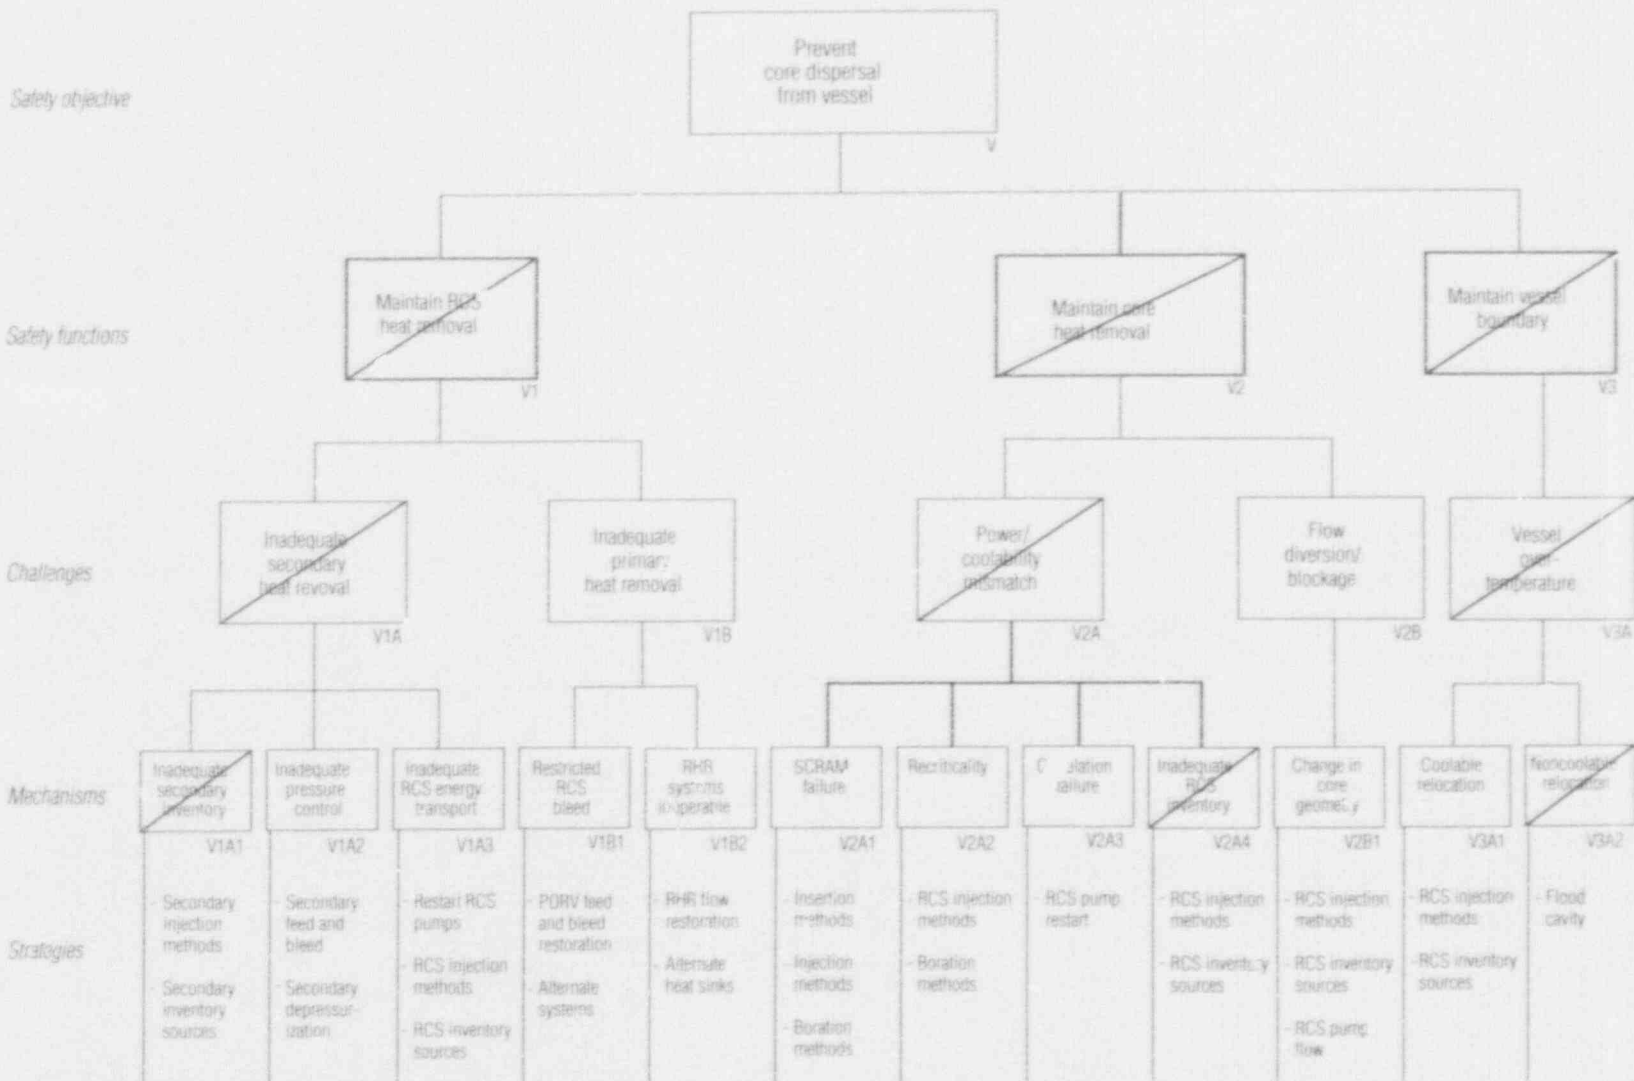 Safety objective
Prevent
core dispersal
from vessel
V
Safety functions
Maintain RCS
heat removal
V1
Maintain core
heat removal
V2
Maintain vessel
boundary
V3
Challenges
Inadequate
secondary
heat revoval
V1A
Inadequate
primary
heat removal
V1B
Power/
coolability
mismatch
V2A
Flow
diversion/
blockage
V2B
Vessel
over-
temperature
V3A
Mechanisms
Inadequate
secondary
inventory
V1A1
Inadequate
pressure
control
V1A2
Inadequate
RCS energy
transport
V1A3
Restricted
RCS
bleed
V1B1
RHR
systems
inoperable
V1B2
SCRAM
failure
V2A1
Recriticality
V2A2
failure
V2A3
Inadequate
RCS
inventory
V2A4
Change in
core
geometry
V2B1
Coolable
relocation
V3A1
Noncoolable
relocation
V3A2
Strategies
- Secondary
injection
methods
- Secondary
inventory
sources
- Secondary
feed and
bleed
- Secondary
depressur-
ization
- Restart RCS
pumps
- RCS injection
methods
- RCS inventory
sources
- PORV feed
and bleed
restoration
- Alternate
systems
- RHR flow
restoration
- Alternate
heat sinks
- Insertion
methods
- Injection
methods
- Boration
methods
- RCS injection
methods
- Boration
methods
- RCS pump
restart
- RCS injection
methods
- RCS inventory
sources
- RCS injection
methods
- RCS inventory
sources
- RCS pump
flow
- RCS injection
methods
- RCS inventory
sources
- Flood
cavity